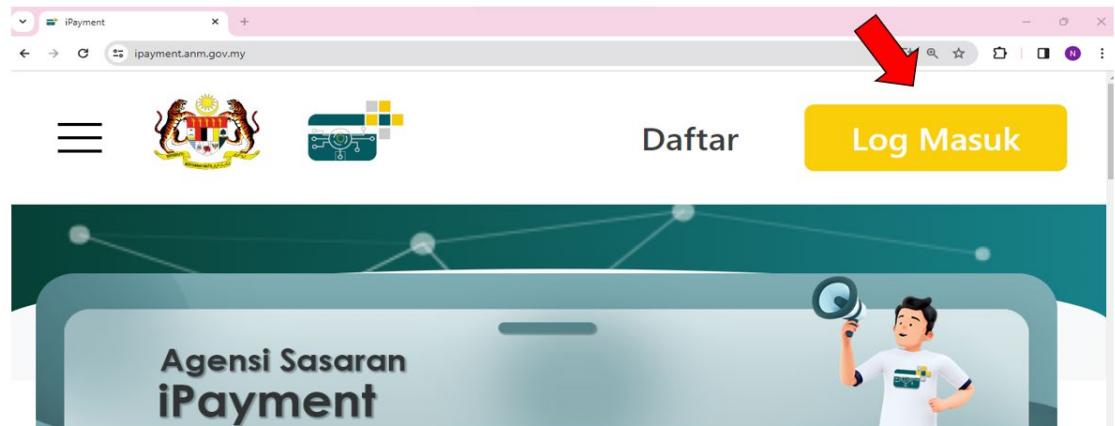 iPayment
ipayment.anm.gov.my
N
Daftar
Log Masuk
Agensi Sasaran
iPayment